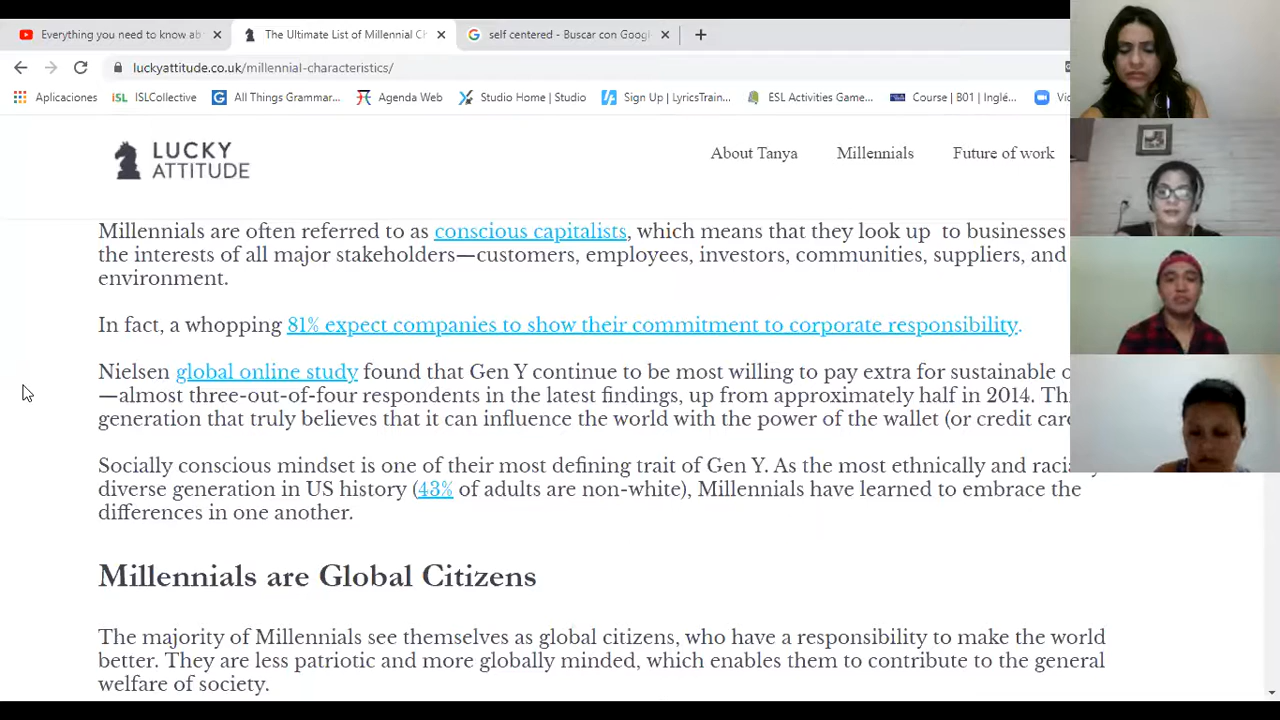 Everything you need to know ab
The Ultimate List of Millennial Ch
self centered - Buscar con Googl
luckyattitude.co.uk/millennial-characteristics/
Aplicaciones
iSL ISLCollective
All Things Grammar...
Agenda Web
Studio Home | Studio
Sign Up | LyricsTrain...
ESL Activities Game...
Course | B01 | Inglé...
LUCKY
ATTITUDE
About Tanya
Millennials
Future of work
Millennials are often referred to as conscious capitalists, which means that they look up to businesses
the interests of all major stakeholders—customers, employees, investors, communities, suppliers, and
environment.
In fact, a whopping 81% expect companies to show their commitment to corporate responsibility.
Nielsen global online study found that Gen Y continue to be most willing to pay extra for sustainable
—almost three-out-of-four respondents in the latest findings, up from approximately half in 2014.
generation that truly believes that it can influence the world with the power of the wallet (or credit
Socially conscious mindset is one of their most defining trait of Gen Y. As the most ethnically and
diverse generation in US history (43% of adults are non-white), Millennials have learned to embrace the
differences in one another.
Millennials are Global Citizens
The majority of Millennials see themselves as global citizens, who have a responsibility to make the world
better. They are less patriotic and more globally minded, which enables them to contribute to the general
welfare of society.